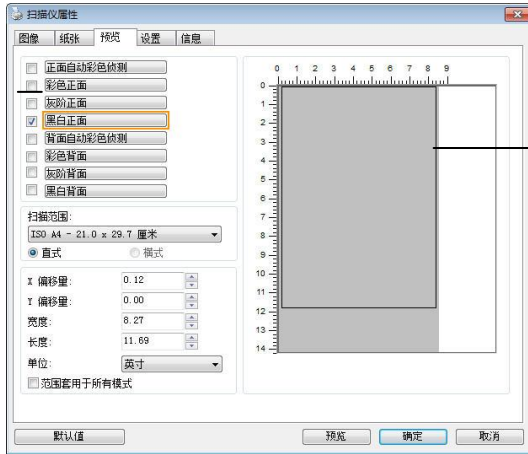 扫描仪属性
图像 纸张 预览 设置 信息
正面自动彩色侦测
彩色正面
灰阶正面
黑白正面
背面自动彩色侦测
彩色背面
灰阶背面
黑白背面
扫描范围:
ISO A4 - 21.0 x 29.7 厘米
直式 横式
X 偏移量: 0.12
Y 偏移量: 0.00
宽度: 8.27
长度: 11.69
单位: 英寸
范围套用于所有模式
0 1 2 3 4 5 6 7 8 9
0
1
2
3
4
5
6
7
8
9
10
11
12
13
14
默认值 预览 确定 取消